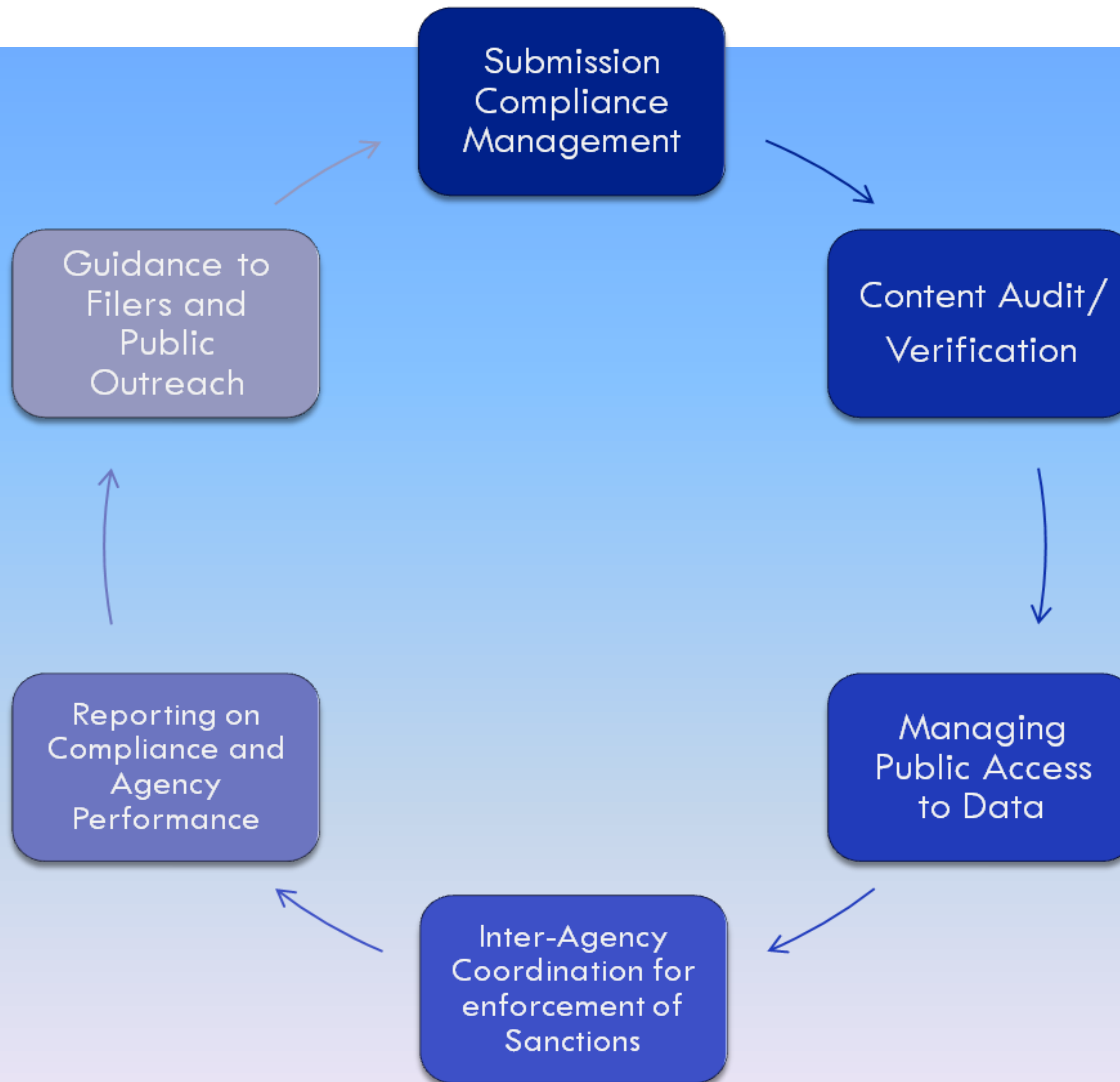 Submission
Compliance
Management
Content Audit/
Verification
Managing
Public Access
to Data
Inter-Agency
Coordination for
enforcement of
Sanctions
Reporting on
Compliance and
Agency
Performance
Guidance to
Filers and
Public
Outreach